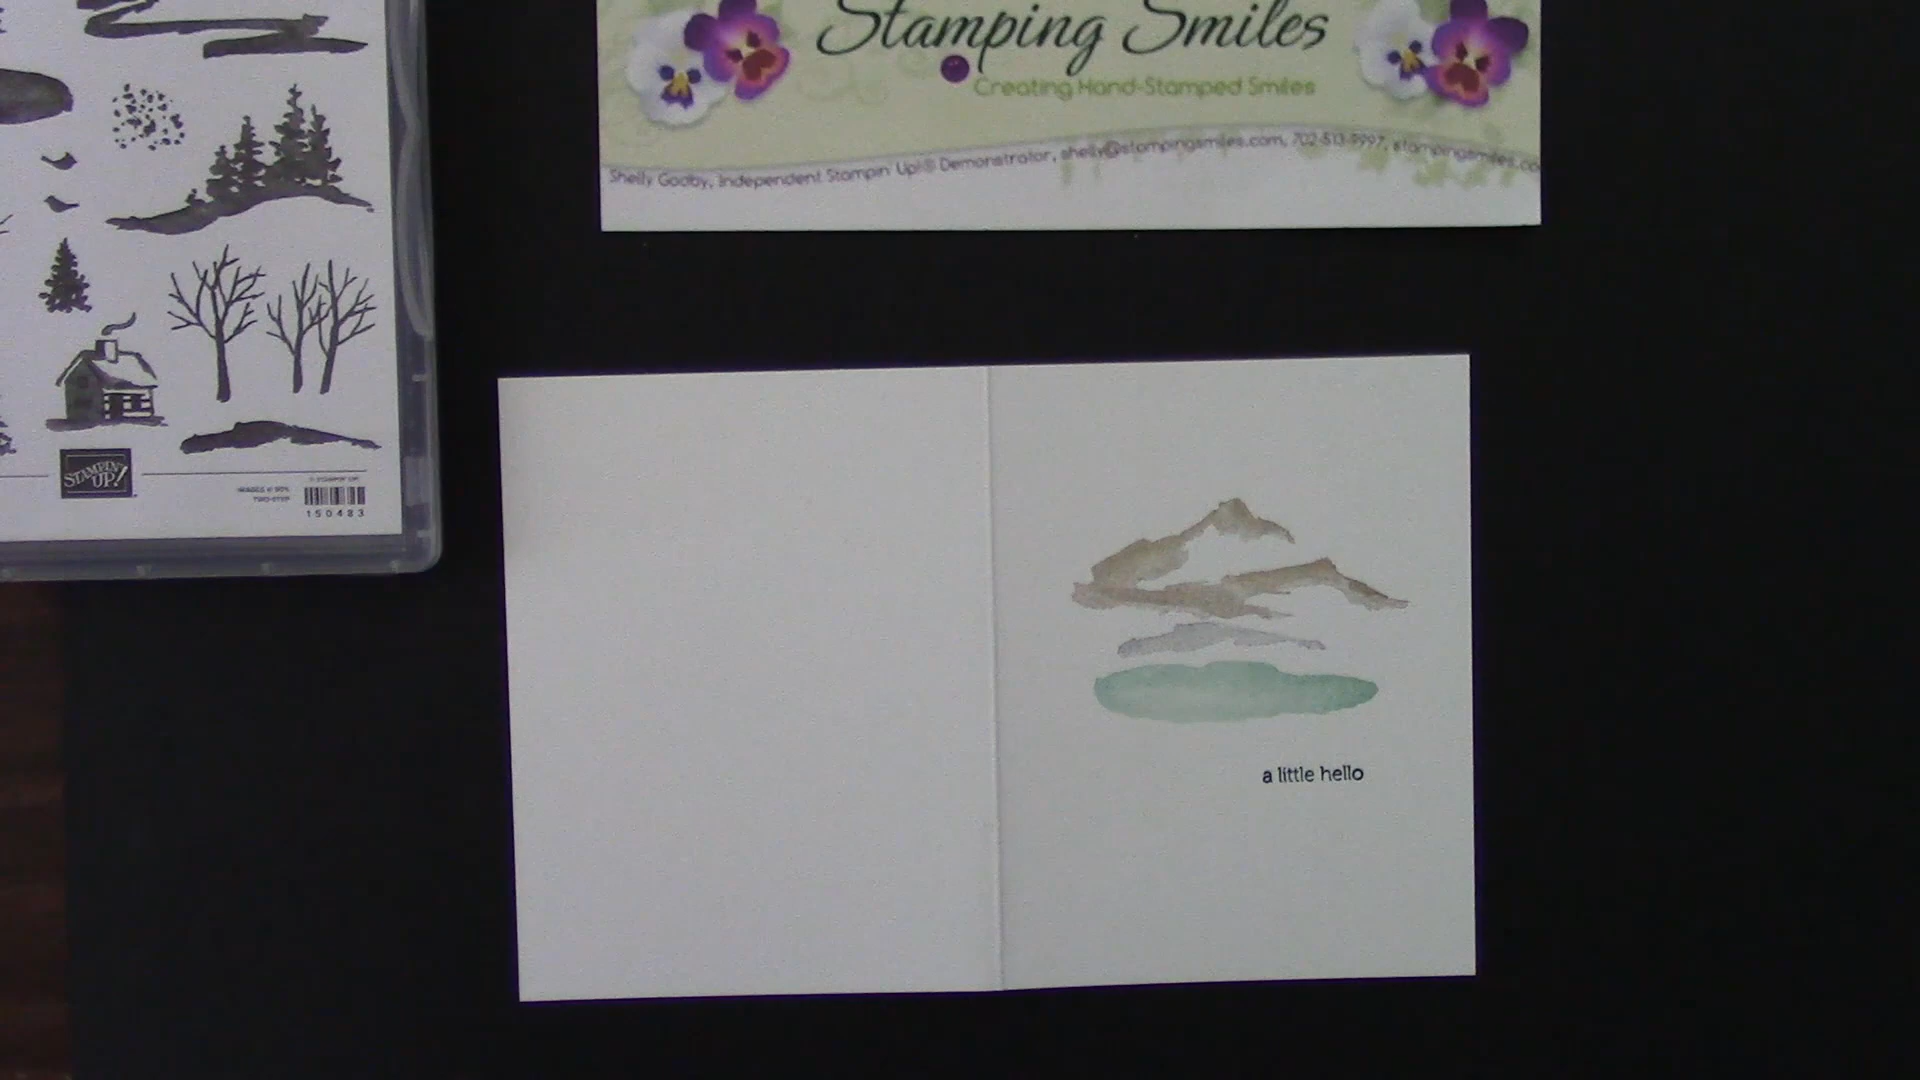 Stamping Smiles
Creating Hand-Stamped Smiles
Shelly Godby, Independent Stampin' Up!® Demonstrator, shelly@stampingsmiles.com, 702-513-9997, stampingsmiles.co
STAMPIN' UP!
150483
a little hello